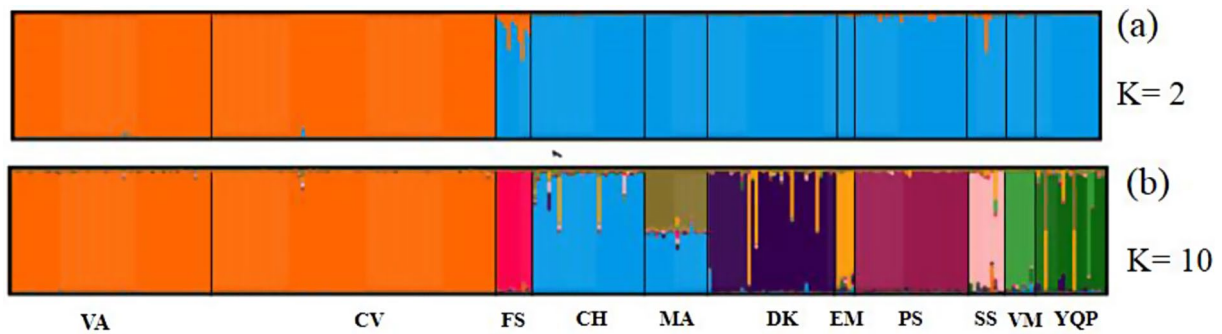 (a)
K= 2
(b)
K= 10
VA CV FS CH MA DK EM PS SS VM YQP